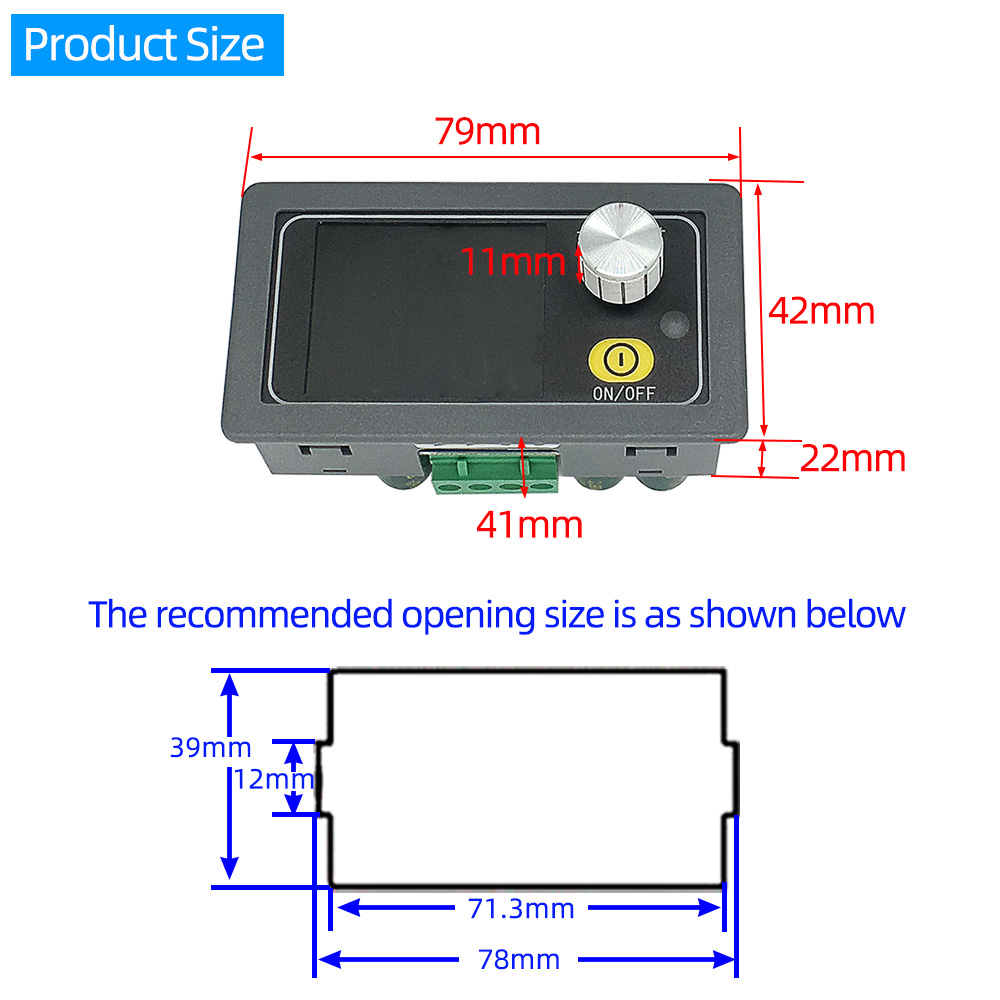 Product Size
79mm
11mm
42mm
ON/OFF
22mm
41mm
The recommended opening size is as shown below
39mm
12mm
71.3mm
78mm